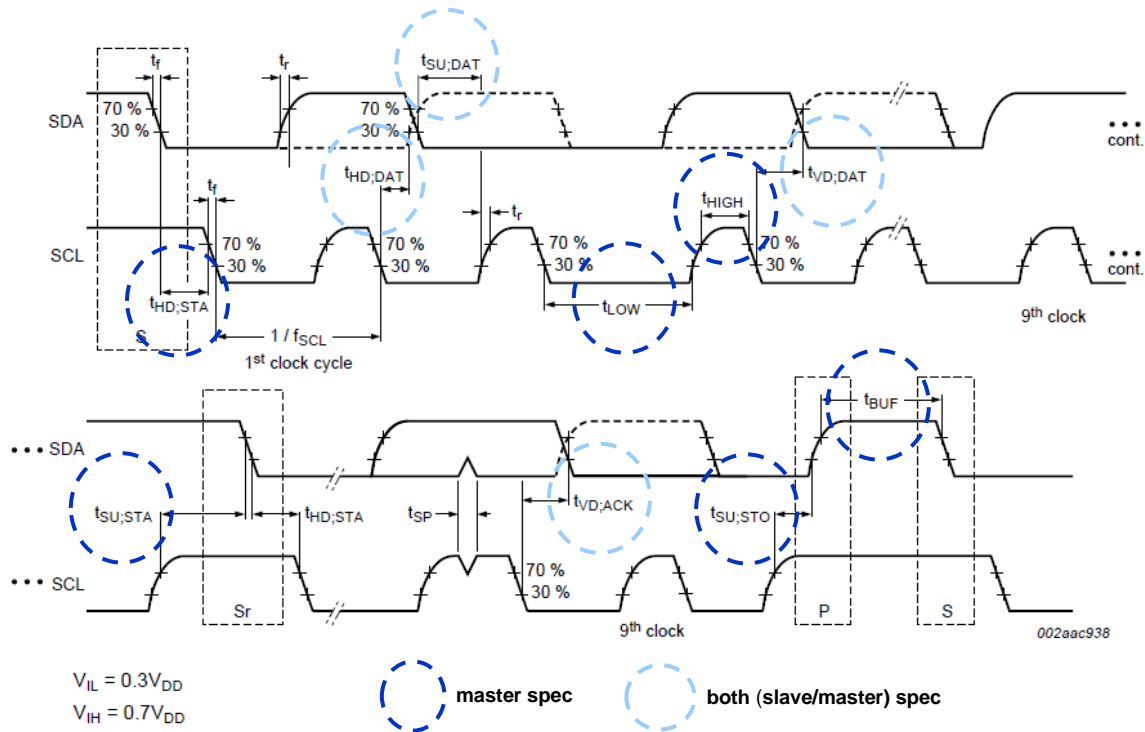 tf
tr
tSU;DAT
SDA
70 %
30 %
70 %
30 %
cont.
tHD;DAT
tVD;DAT
tf
tr
tHIGH
SCL
70 %
30 %
70 %
30 %
70 %
30 %
70 %
30 %
cont.
tHD;STA
tLOW
S
1 / fSCL
1st clock cycle
9th clock
tBUF
SDA
tSU;STA
tHD;STA
tSP
tVD;ACK
tSU;STO
SCL
70 %
30 %
Sr
P
S
9th clock
002aac938
VIL = 0.3VDD
VIH = 0.7VDD
master spec
both (slave/master) spec